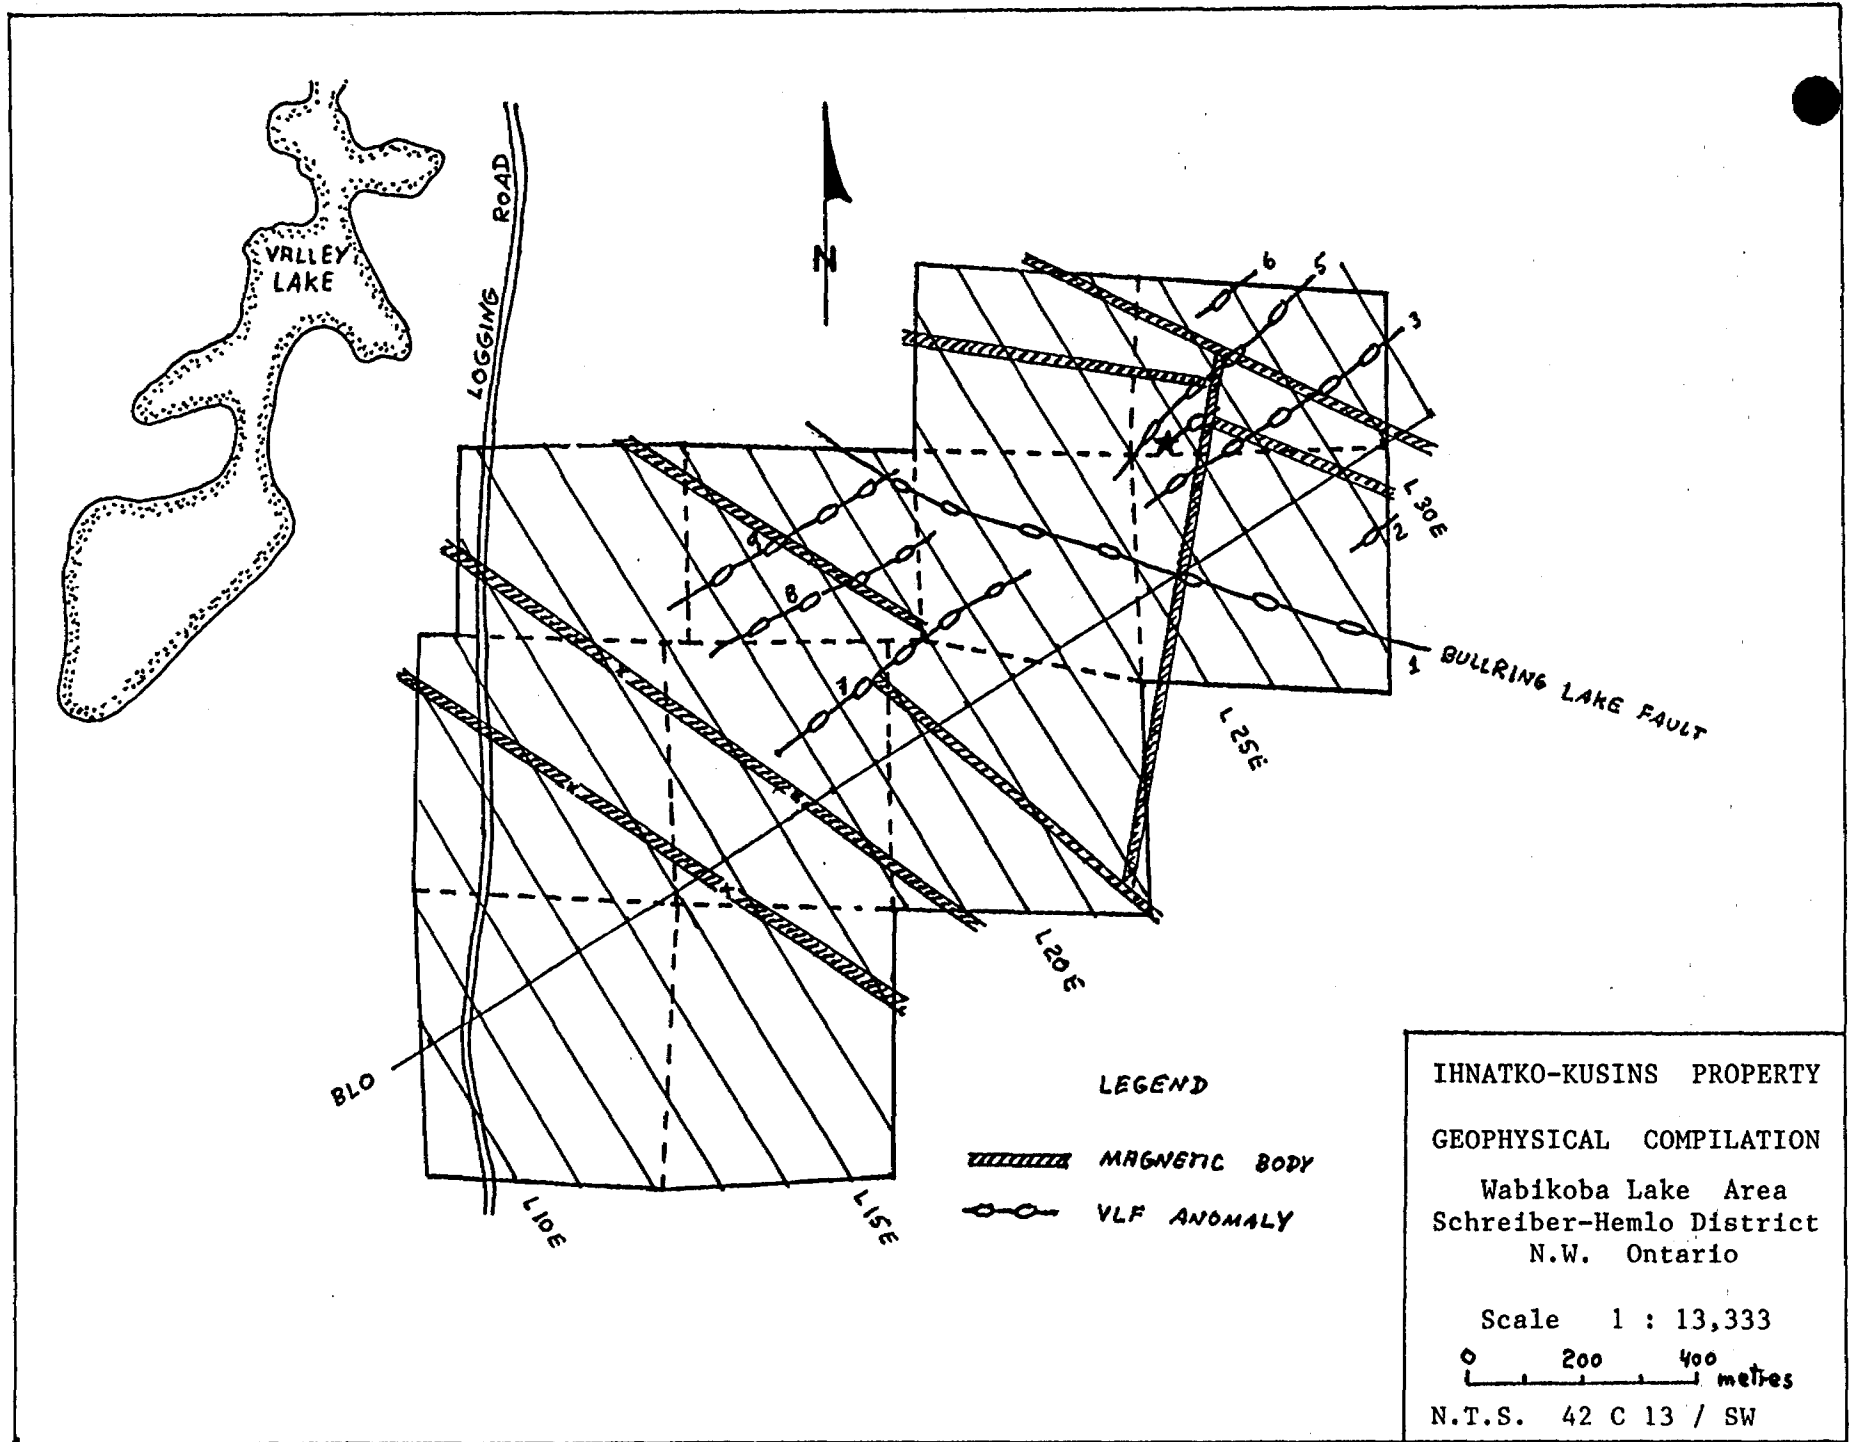 VALLEY
LAKE
LOGGING ROAD
N
6
5
3
L30E
2
8
7
1
BULLRING LAKE FAULT
L25E
L20E
BLO
L10E
L15E
LEGEND
MAGNETIC BODY
VLF ANOMALY
IHNATKO-KUSINS PROPERTY
GEOPHYSICAL COMPILATION
Wabikoba Lake Area
Schreiber-Hemlo District
N.W. Ontario
Scale 1 : 13,333
0 200 400
metres
N.T.S. 42 C 13 / SW